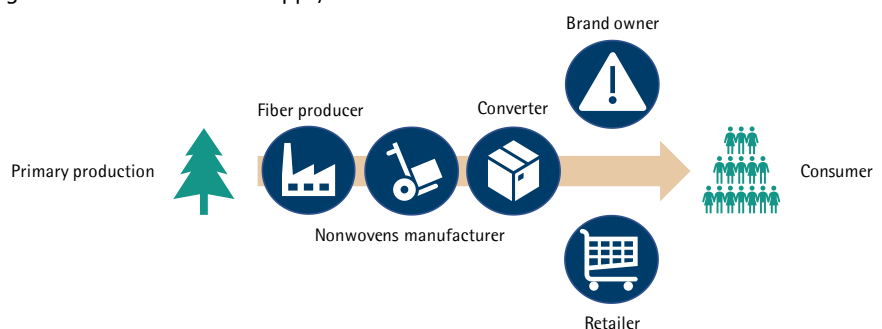 Brand owner
Fiber producer
Converter
Primary production
Consumer
Nonwovens manufacturer
Retailer